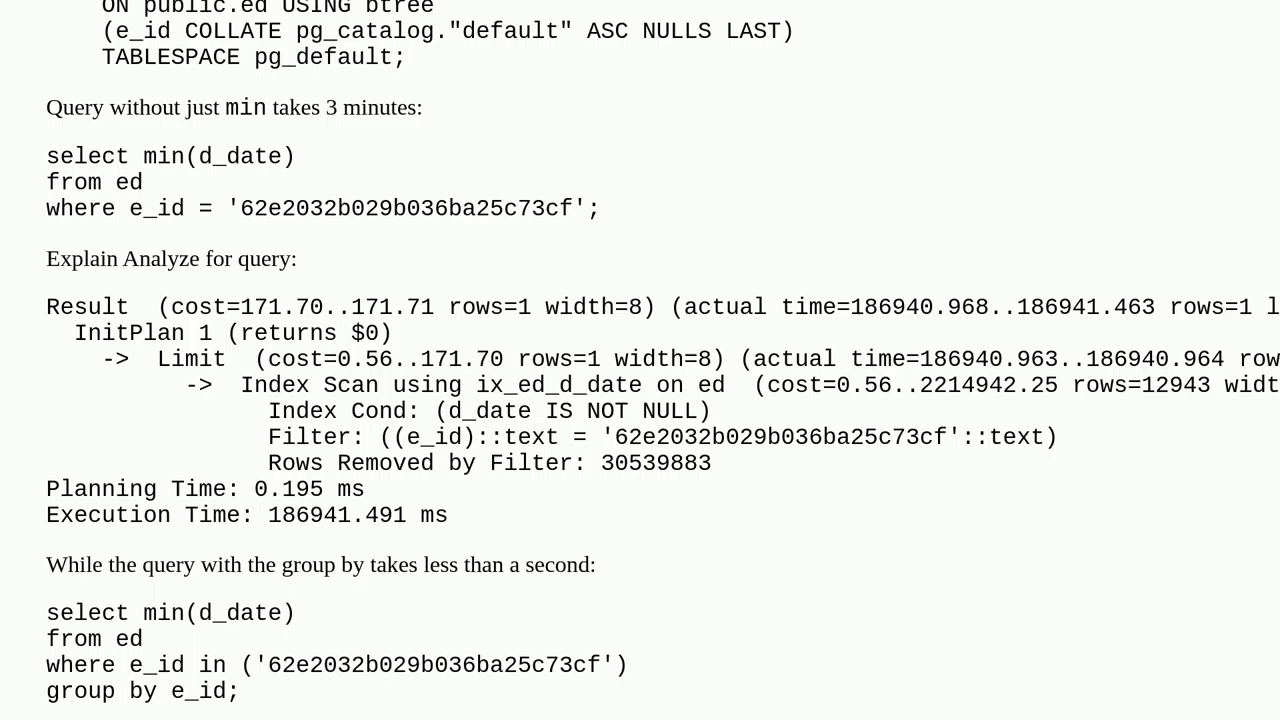 ON public.ed USING btree
(e_id COLLATE pg_catalog."default" ASC NULLS LAST)
TABLESPACE pg_default;
Query without just min takes 3 minutes:
select min(d_date)
from ed
where e_id = '62e2032b029b036ba25c73cf';
Explain Analyze for query:
Result  (cost=171.70..171.71 rows=1 width=8) (actual time=186940.968..186941.463 rows=1 l
InitPlan 1 (returns $0)
->  Limit  (cost=0.56..171.70 rows=1 width=8) (actual time=186940.963..186940.964 row
->  Index Scan using ix_ed_d_date on ed  (cost=0.56..2214942.25 rows=12943 widt
Index Cond: (d_date IS NOT NULL)
Filter: ((e_id)::text = '62e2032b029b036ba25c73cf'::text)
Rows Removed by Filter: 30539883
Planning Time: 0.195 ms
Execution Time: 186941.491 ms
While the query with the group by takes less than a second:
select min(d_date)
from ed
where e_id in ('62e2032b029b036ba25c73cf')
group by e_id;